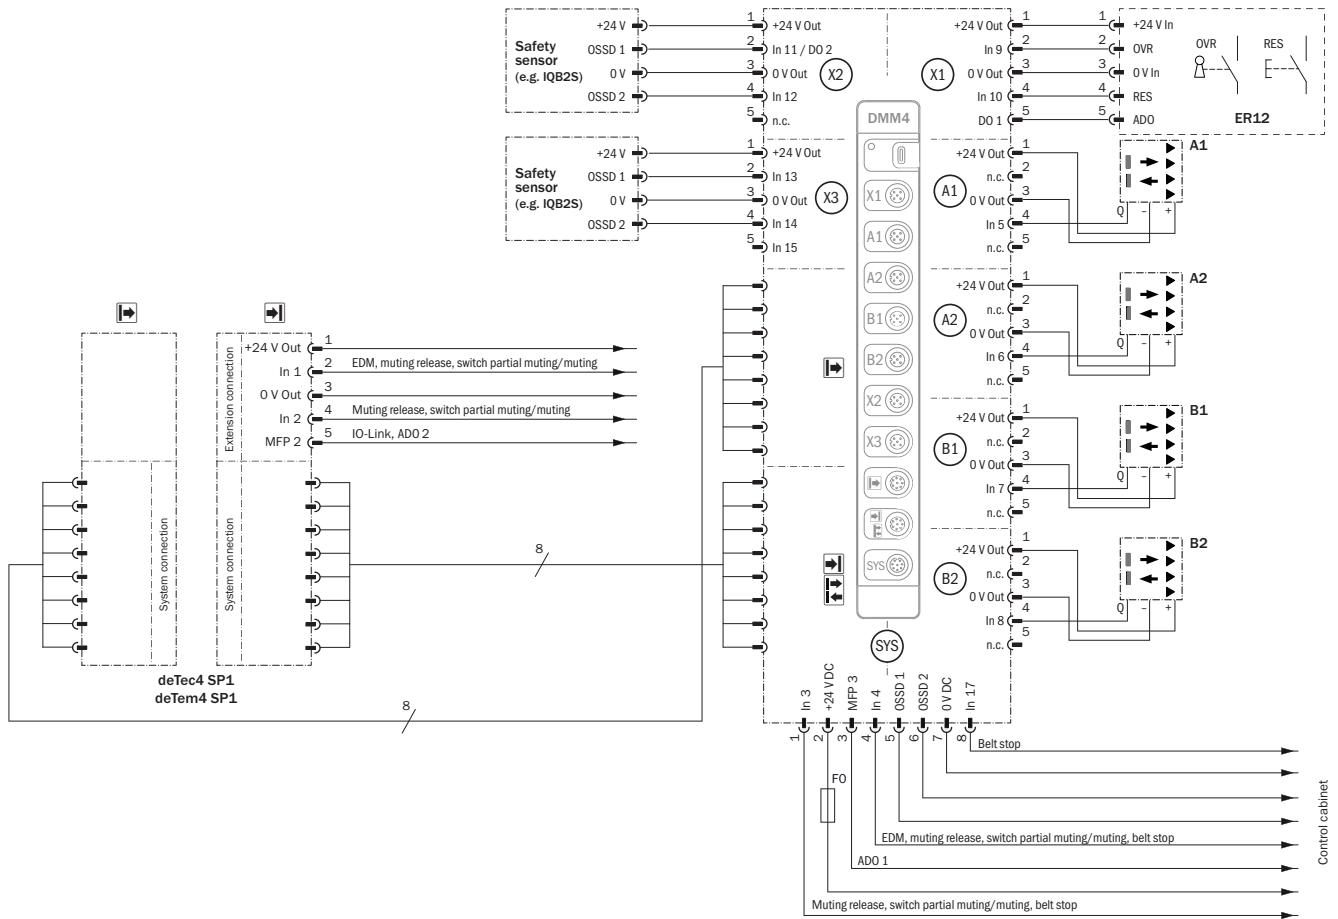 Safety
sensor
(e.g. IQB2S)
+24 V
OSSD 1
0 V
OSSD 2
1 +24 V Out
2 In 11 / DO 2
3 0 V Out
4 In 12
5 n.c.
X2
X1
+24 V Out 1
In 9 2
0 V Out 3
In 10 4
DO 1 5
1 +24 V In
2 OVR
3 0 V In
4 RES
5 ADO
OVR
RES
ER12
Safety
sensor
(e.g. IQB2S)
+24 V
OSSD 1
0 V
OSSD 2
1 +24 V Out
2 In 13
3 0 V Out
4 In 14
5 In 15
X3
DMM4
X1
A1
A2
B1
B2
X2
X3
SYS
SYS
A1
+24 V Out 1
n.c. 2
0 V Out 3
In 5 4
n.c. 5
Q – +
A1
A2
+24 V Out 1
n.c. 2
0 V Out 3
In 6 4
n.c. 5
Q – +
A2
B1
+24 V Out 1
n.c. 2
0 V Out 3
In 7 4
n.c. 5
Q – +
B1
B2
+24 V Out 1
n.c. 2
0 V Out 3
In 8 4
n.c. 5
Q – +
B2
Extension connection
+24 V Out 1
In 1 2 EDM, muting release, switch partial muting/muting
0 V Out 3
In 2 4 Muting release, switch partial muting/muting
MFP 2 5 IO-Link, ADO 2
System connection
System connection
8
deTec4 SP1
deTem4 SP1
8
In 3
+24 V DC
MFP 3
In 4
OSSD 1
OSSD 2
0 V DC
In 17
1
2
3
4
5
6
7
8
Belt stop
F0
EDM, muting release, switch partial muting/muting, belt stop
ADO 1
Muting release, switch partial muting/muting, belt stop
Control cabinet